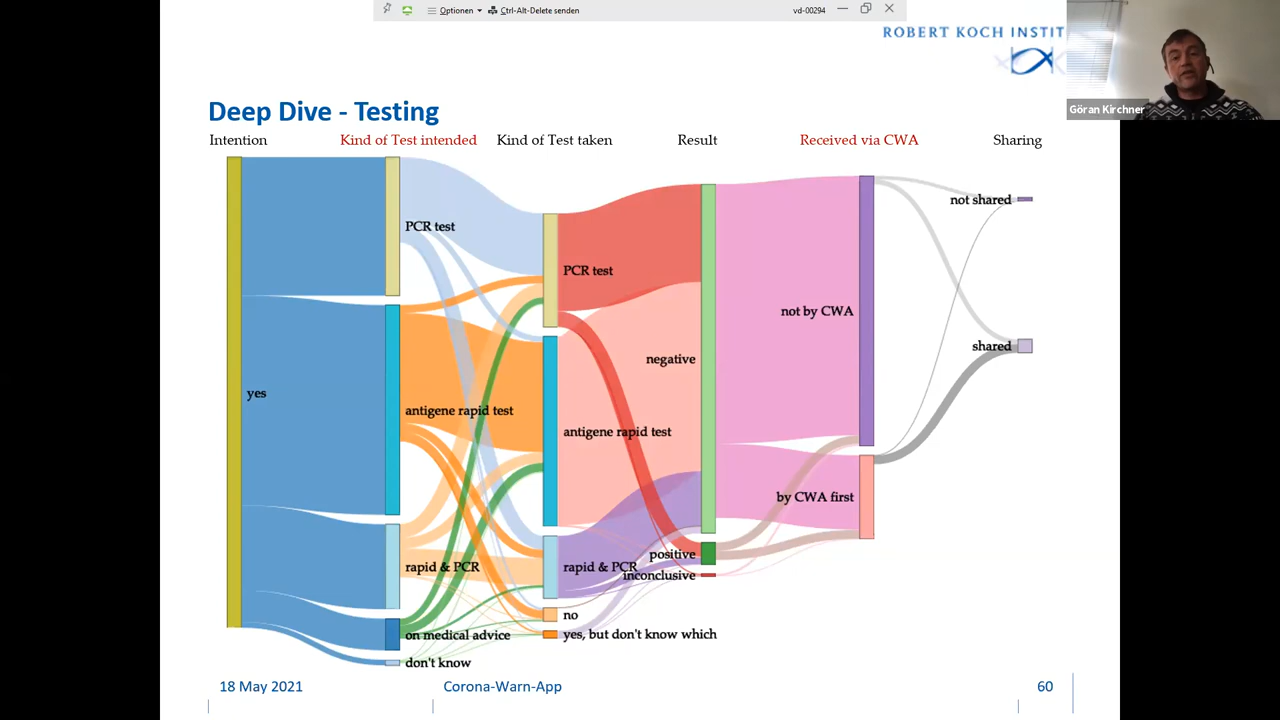 Optionen
Ctrl-Alt-Delete senden
vd-00294
ROBERT KOCH INSTIT
Göran Kirchner
Deep Dive - Testing
Intention
Kind of Test intended
Kind of Test taken
Result
Received via CWA
Sharing
not shared
PCR test
PCR test
not by CWA
shared
negative
yes
antigene rapid test
antigene rapid test
by CWA first
positive
rapid & PCR
rapid & PCR
inconclusive
no
on medical advice
yes, but don't know which
don't know
18 May 2021
Corona-Warn-App
60